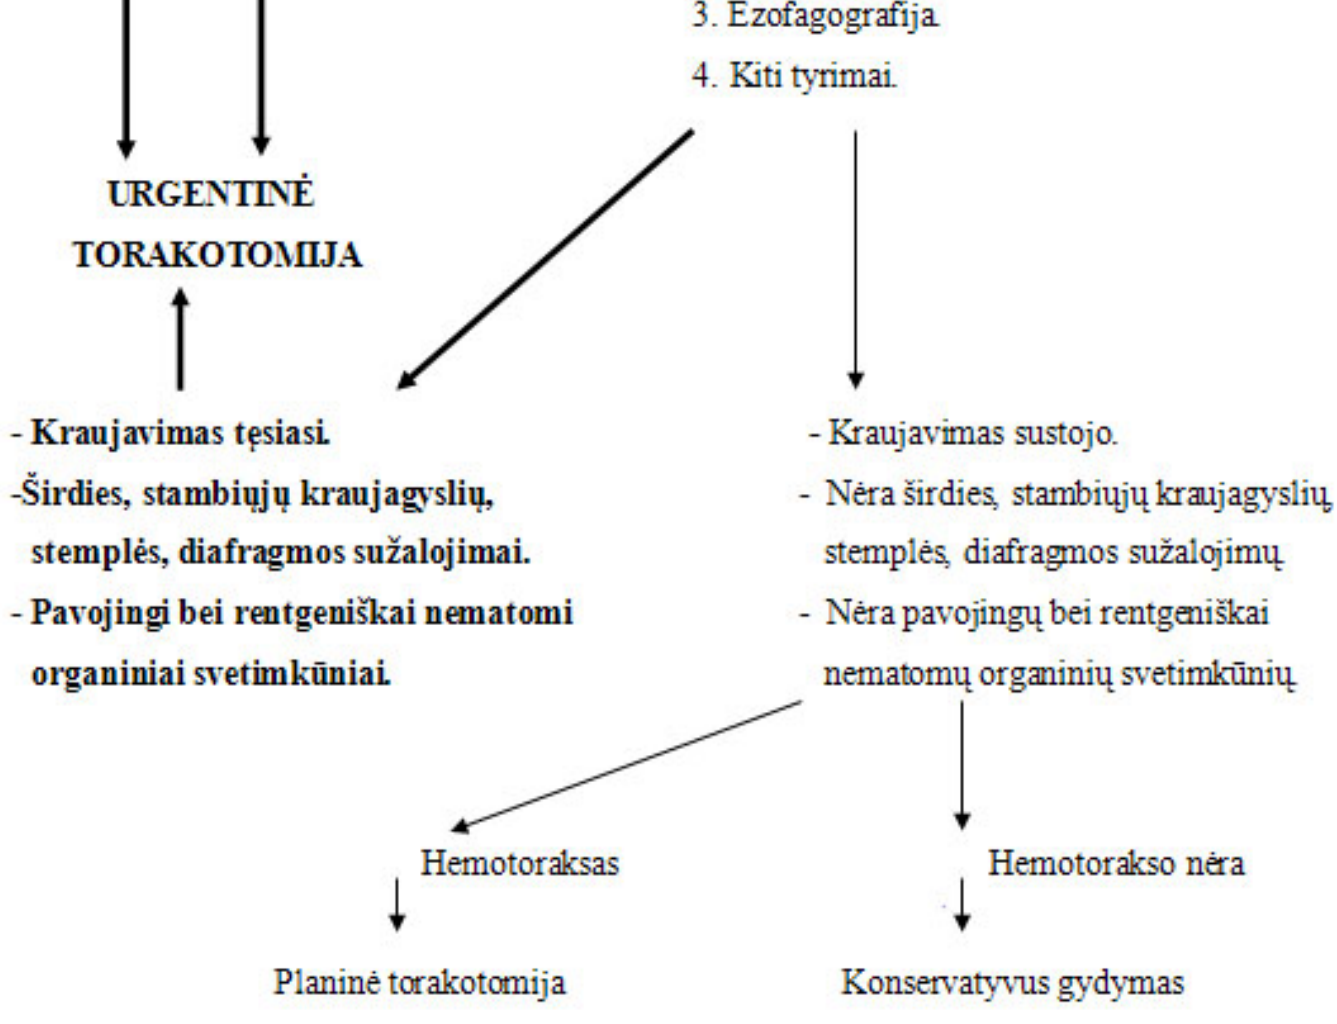 3. Ezofagografija.
4. Kiti tyrimai.
URGENTINĖ
TORAKOTOMIJA
- Kraujavimas tęsiasi.
-Širdies, stambiųjų kraujagyslių,
stemplės, diafragmos sužalojimai.
- Pavojingi bei rentgeniškai nematomi
organiniai svetimkūniai.
- Kraujavimas sustojo.
- Nėra širdies, stambiųjų kraujagyslių,
stemplės, diafragmos sužalojimų.
- Nėra pavojingų bei rentgeniškai
nematomų organinių svetimkūnių.
Hemotoraksas
Hemotorakso nėra
Planinė torakotomija
Konservatyvus gydymas